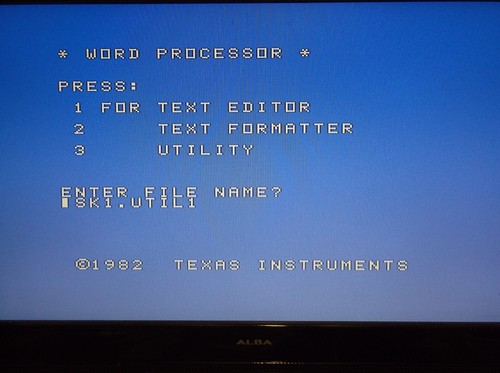 * WORD PROCESSOR *
PRESS:
1 FOR TEXT EDITOR
2 TEXT FORMATTER
3 UTILITY
ENTER FILE NAME?
SK1.UTIL1
©1982 TEXAS INSTRUMENTS
ALBA